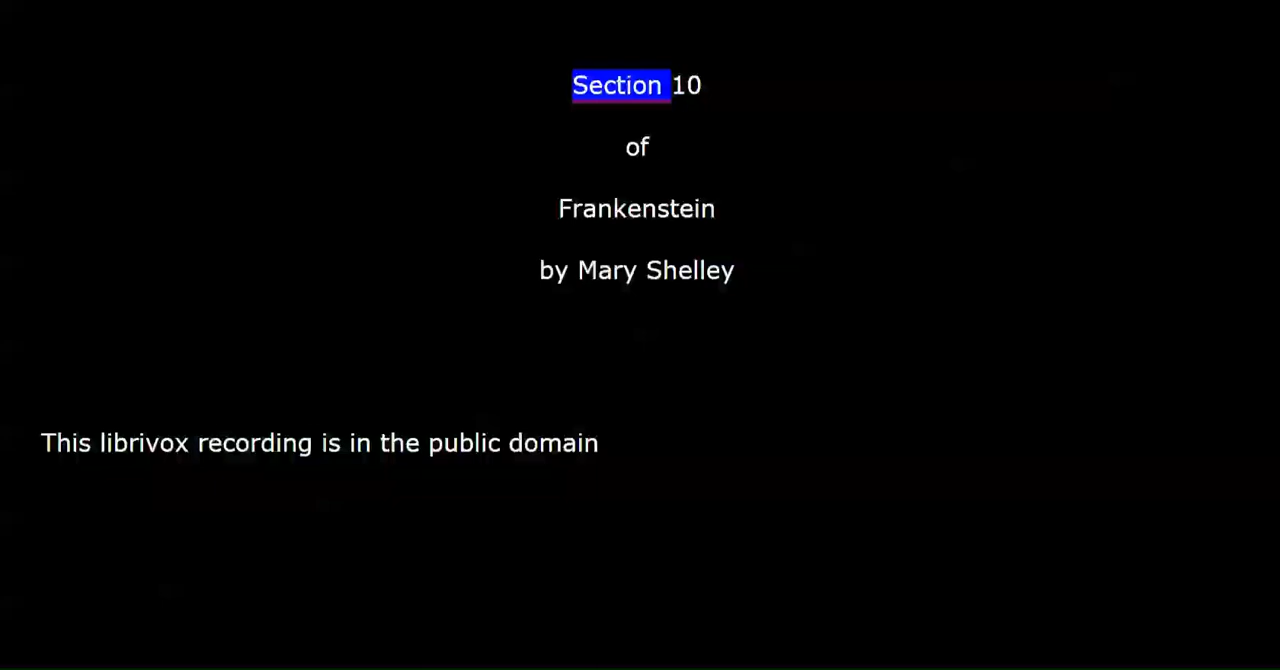 Section 10
of
Frankenstein
by Mary Shelley
This librivox recording is in the public domain